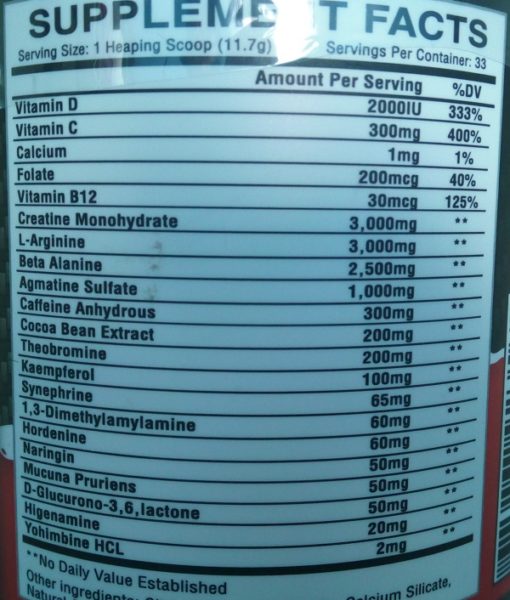 SUPPLEMENT FACTS
Serving Size: 1 Heaping Scoop (11.7g) Servings Per Container: 33
Amount Per Serving %DV
Vitamin D 2000IU 333%
Vitamin C 300mg 400%
Calcium 1mg 1%
Folate 200mcg 40%
Vitamin B12 30mcg 125%
Creatine Monohydrate 3,000mg **
L-Arginine 3,000mg **
Beta Alanine 2,500mg **
Agmatine Sulfate 1,000mg **
Caffeine Anhydrous 300mg **
Cocoa Bean Extract 200mg **
Theobromine 200mg **
Kaempferol 100mg **
Synephrine 65mg **
1,3-Dimethylamylamine 60mg **
Hordenine 60mg **
Naringin 50mg **
Mucuna Pruriens 50mg **
D-Glucurono-3,6,lactone 50mg **
Higenamine 20mg **
Yohimbine HCL 2mg **
**No Daily Value Established
Other ingredients: Calcium Silicate,